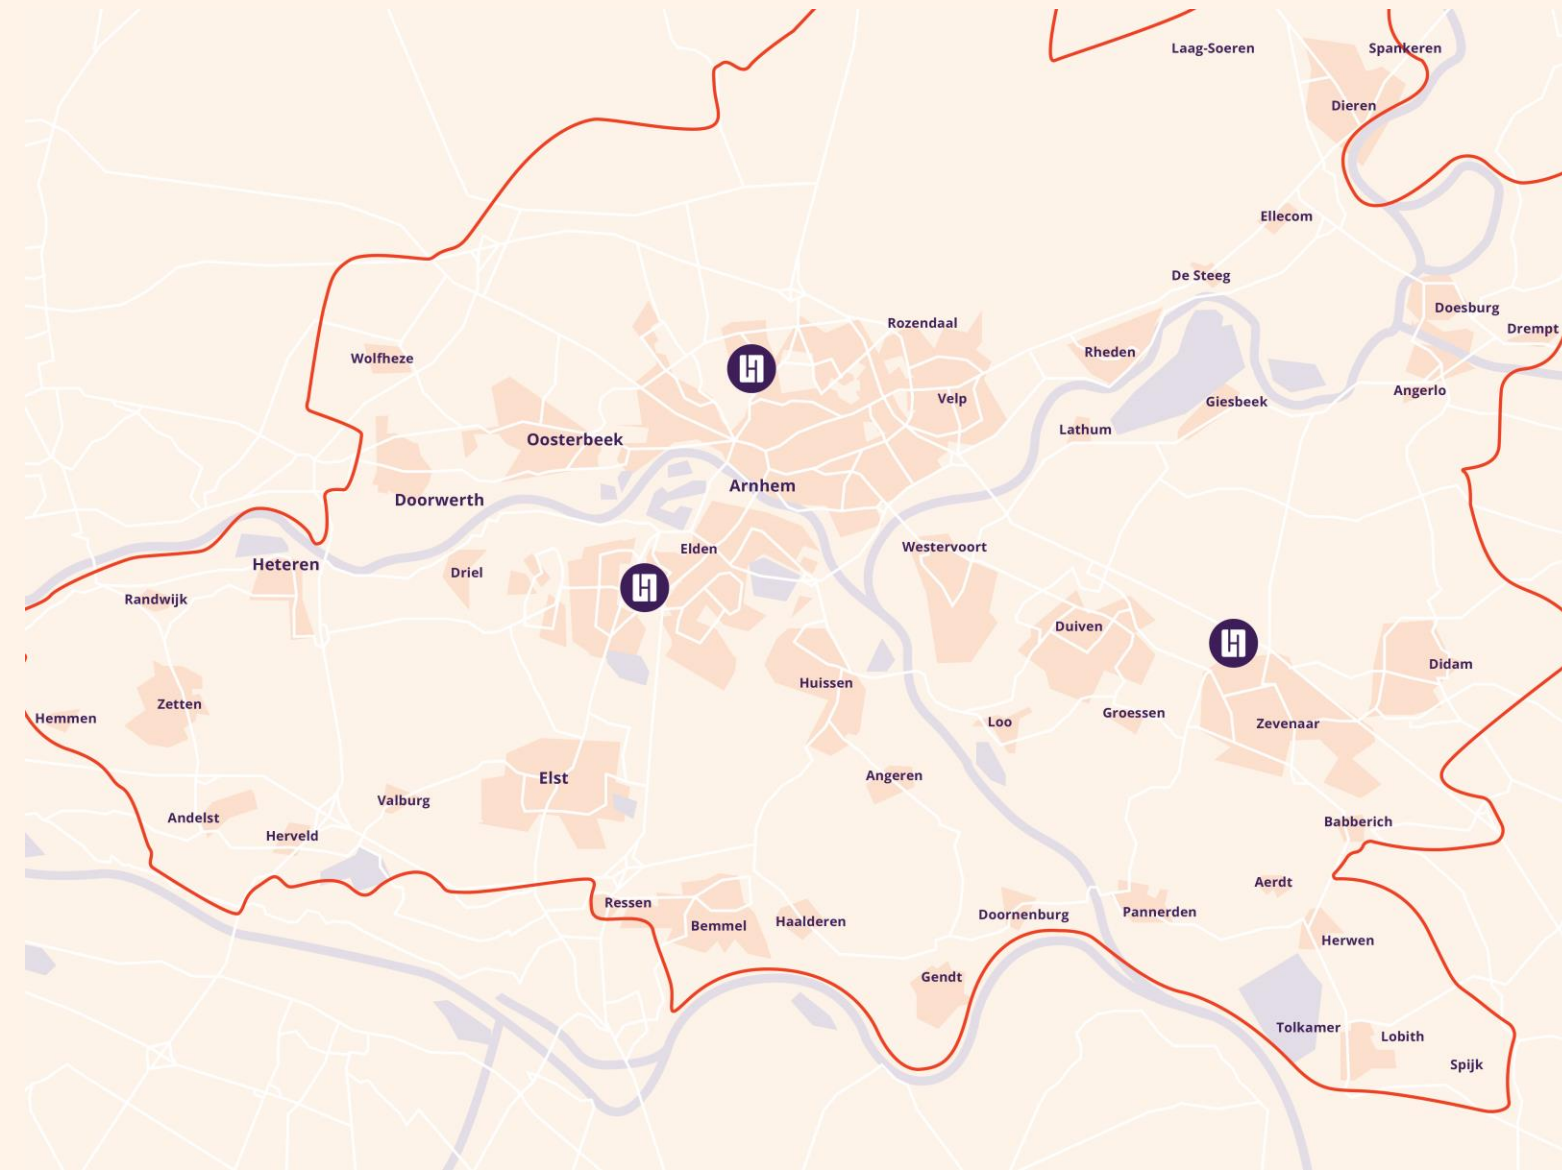 Laag-Soeren
Spankeren
Dieren
Ellecom
De Steeg
Doesburg
Rozendaal
Drempt
Rheden
Wolfheze
Angerlo
Velp
Giesbeek
Lathum
Oosterbeek
Arnhem
Doorwerth
Westervoort
Elden
Heteren
Driel
Randwijk
Duiven
Didam
Huissen
Zetten
Groessen
Hemmen
Loo
Zevenaar
Angeren
Elst
Valburg
Andelst
Babberich
Herveld
Aerdt
Ressen
Pannerden
Doornenburg
Haalderen
Bemmel
Herwen
Gendt
Tolkamer
Lobith
Spijk